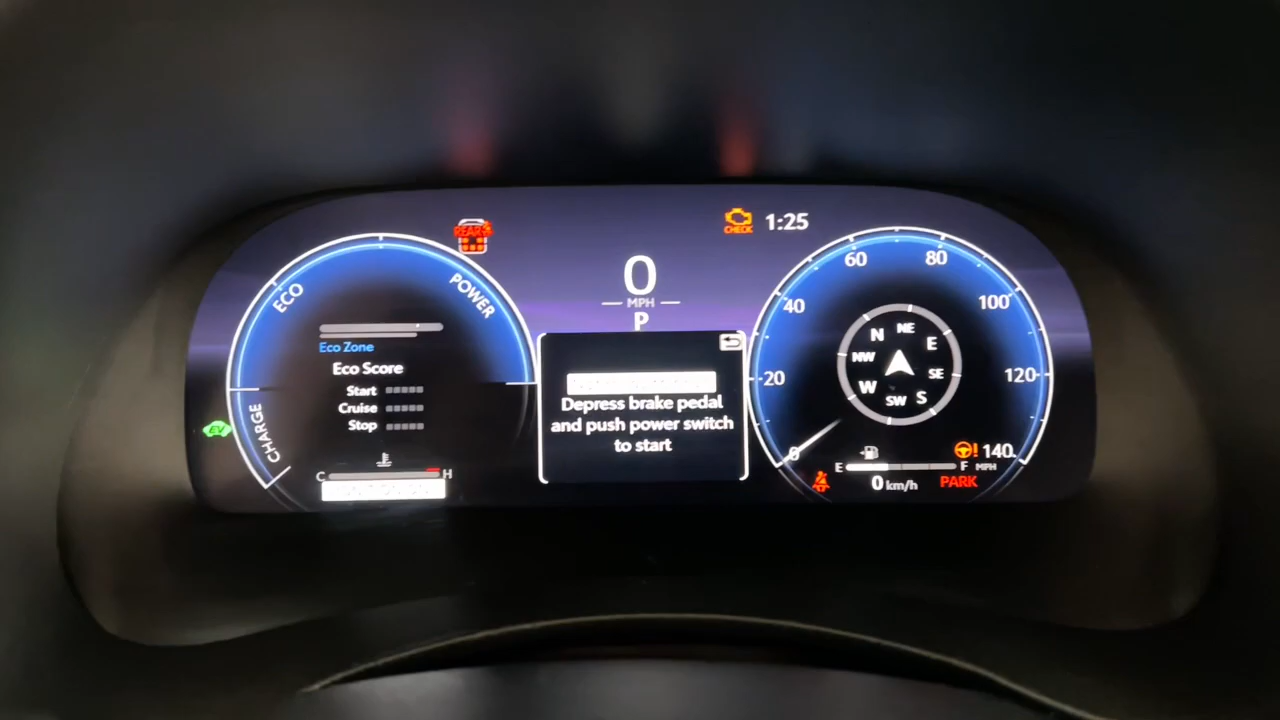 REAR
CHECK
1:25
0
MPH
P
ECO
POWER
CHARGE
Eco Zone
Eco Score
Start
Cruise
Stop
C
H
EV
Depress brake pedal
and push power switch
to start
0
20
40
60
80
100
120
140
MPH
N
NE
E
SE
S
SW
W
NW
E
F
0 km/h
PARK